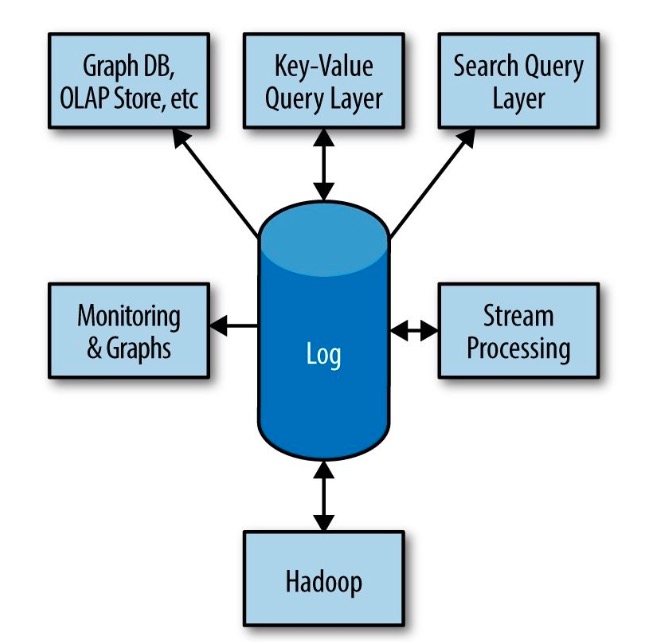 Graph DB,
OLAP Store, etc
Key-Value
Query Layer
Search Query
Layer
Monitoring
& Graphs
Log
Stream
Processing
Hadoop